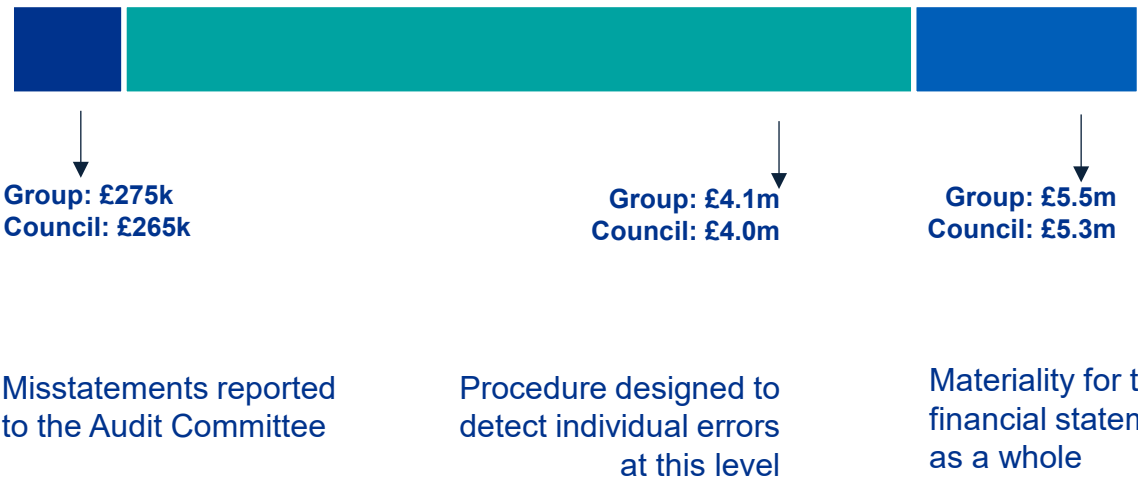 Group: £275k
Council: £265k
Group: £4.1m
Council: £4.0m
Group: £5.5m
Council: £5.3m
Misstatements reported
to the Audit Committee
Procedure designed to
detect individual errors
at this level
Materiality for
financial
as a whole